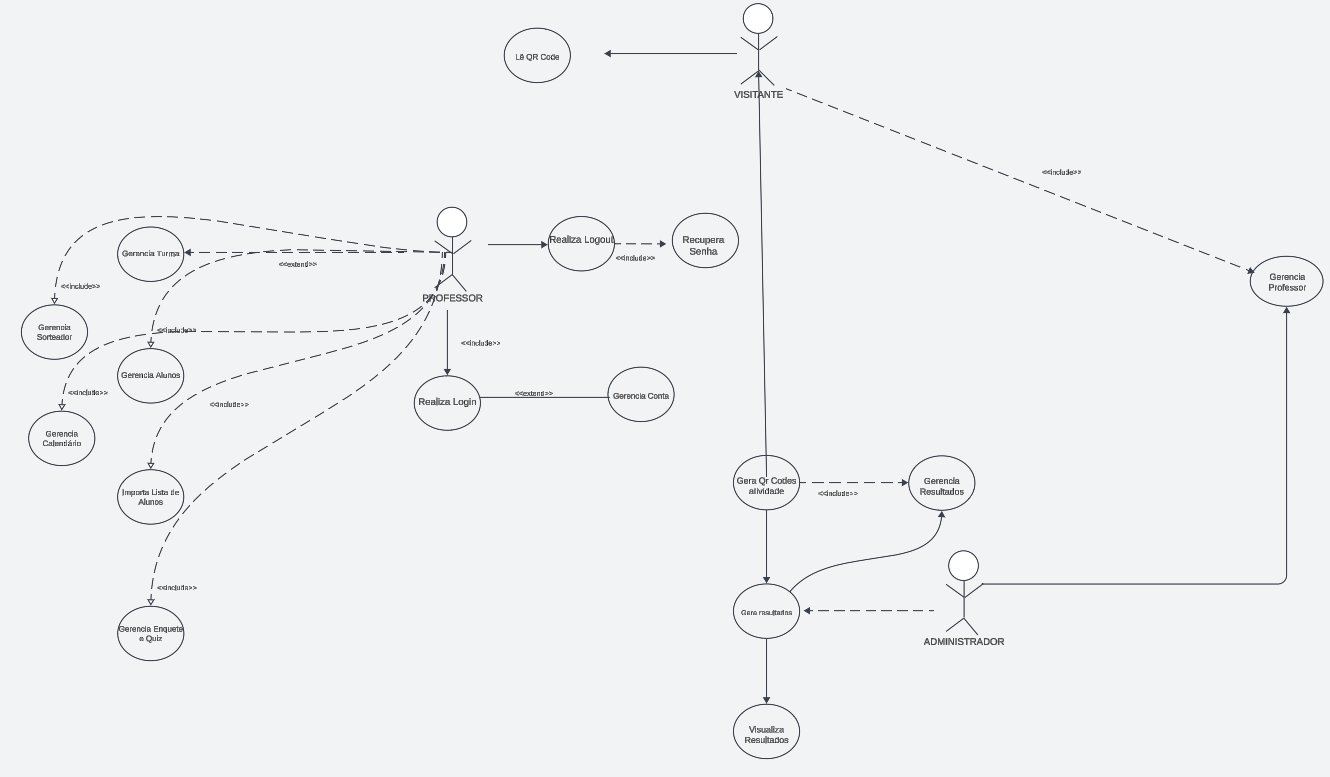 Lê QR Code
VISITANTE
<<include>>
Realiza Logout
Recupera
Senha
<<include>>
Gerencia Turma
<<extend>>
Gerencia
Professor
<<include>>
PROFESSOR
Gerencia
Sorteador
<<include>>
<<include>>
Gerencia Alunos
<<include>>
<<extend>>
Gerencia Conta
Realiza Login
<<include>>
Gerencia
Calendário
Gera Qr Codes
atividade
<<include>>
Gerencia
Resultados
Importa Lista de
Alunos
<<include>>
Gera resultados
Gerencia Enquete
e Quiz
ADMINISTRADOR
Visualiza
Resultados